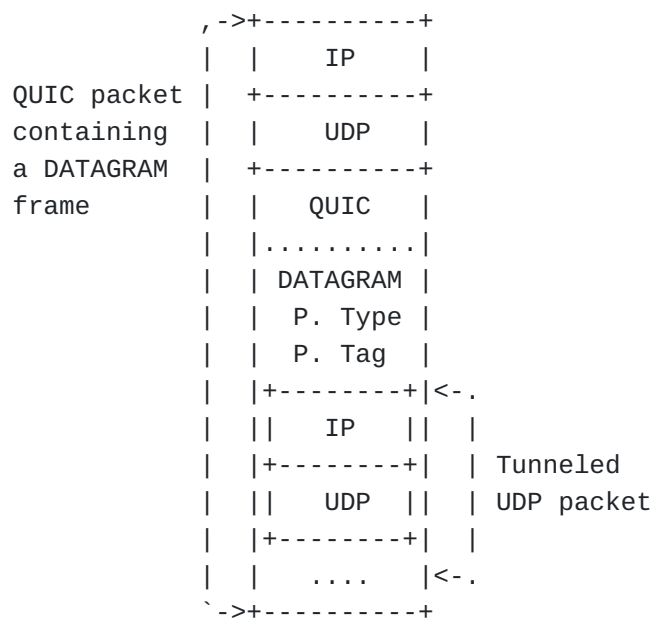 ,->+----------+
              |  |    IP    |
QUIC packet   |  +----------+
containing    |  |    UDP   |
a DATAGRAM    |  +----------+
frame         |  |   QUIC   |
              |  |..........|
              |  | DATAGRAM |
              |  |  P. Type |
              |  |  P. Tag  |
              |  |+--------+|<-.
              |  ||   IP   ||  |
              |  |+--------+|  | Tunneled
              |  ||   UDP  ||  | UDP packet
              |  |+--------+|  |
              |  |   ....   |<-.
              `->+----------+